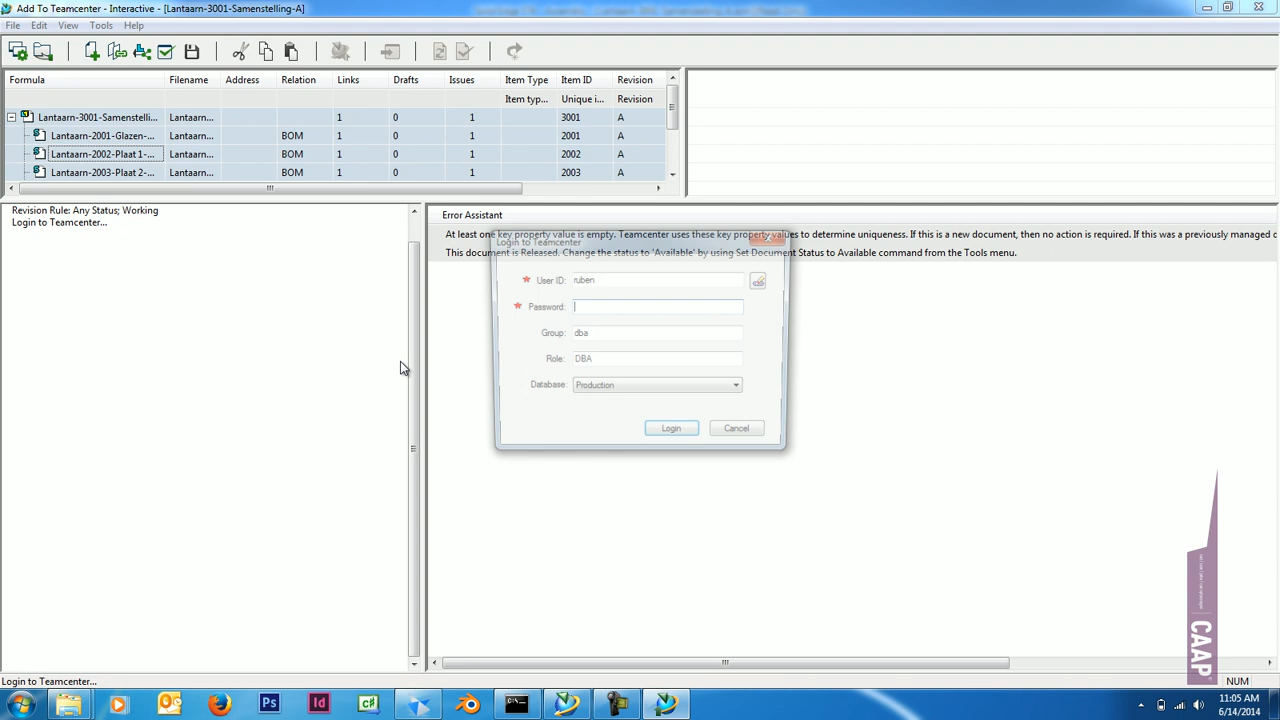 Add To Teamcenter - Interactive - [Lantaarn-3001-Samenstelling-A]
File Edit View Tools Help
Formula Filename Address Relation Links Drafts Issues Item Type Item ID Revision
Item typ... Unique i... Revision
Lantaarn-3001-Samenstelli... Lantaarn... 1 0 1 3001 A
Lantaarn-2001-Glazen-... Lantaarn... BOM 1 0 1 2001 A
Lantaarn-2002-Plaat 1-... Lantaarn... BOM 1 0 1 2002 A
Lantaarn-2003-Plaat 2-... Lantaarn... BOM 1 0 1 2003 A
Revision Rule: Any Status; Working
Login to Teamcenter...
Error Assistant
At least one key property value is empty. Teamcenter uses these key property values to determine uniqueness. If this is a new document, then no action is required. If this was a previously managed d
This document is Released. Change the status to 'Available' by using Set Document Status to Available command from the Tools menu.
Login to Teamcenter
User ID: ruben
Password:
Group: dba
Role: DBA
Database: Production
Login Cancel
CAAP
Login to Teamcenter...
NUM
Ps Id C#
11:05 AM
6/14/2014